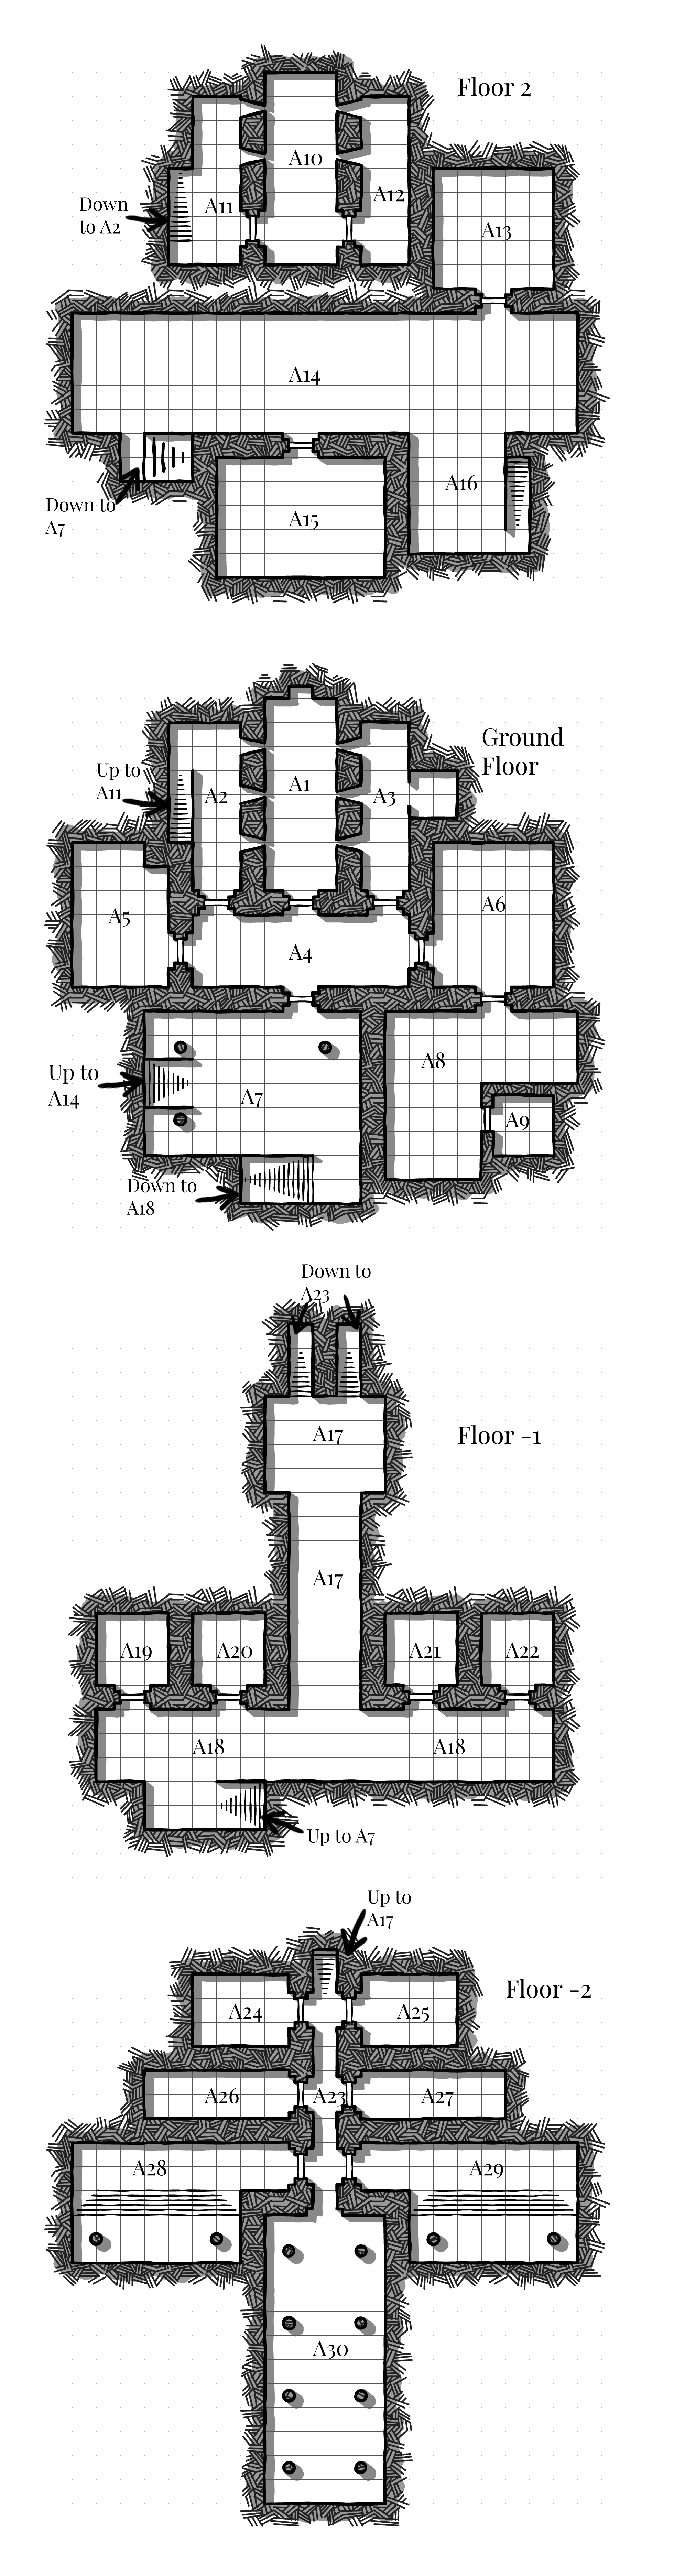 Floor 2
A10
A11
A12
Down
to A2
A13
A14
A16
Down to
A7
A15
Ground
Floor
Up to
A11
A2
A1
A3
A5
A6
A4
Up to
A14
A7
A8
A9
Down to
A18
Down to
A23
A17
Floor -1
A17
A19
A20
A21
A22
A18
A18
Up to A7
Up to
A17
Floor -2
A24
A25
A26
A23
A27
A28
A29
A30